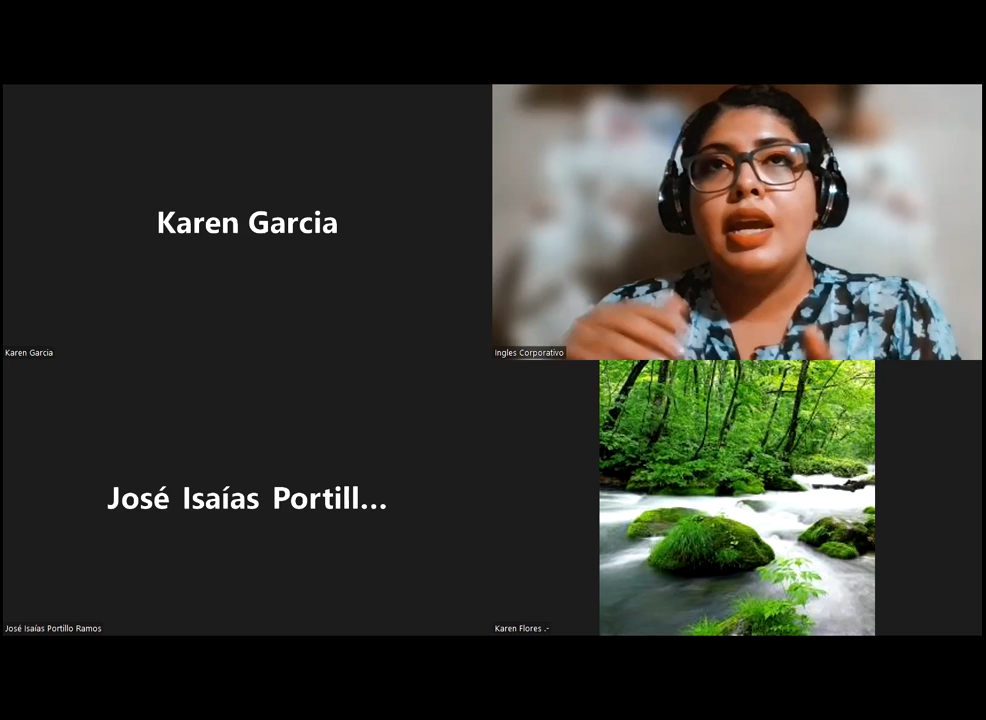 Karen Garcia
Karen Garcia
Ingles Corporativo
José Isaías Portill...
José Isaías Portillo Ramos
Karen Flores .-